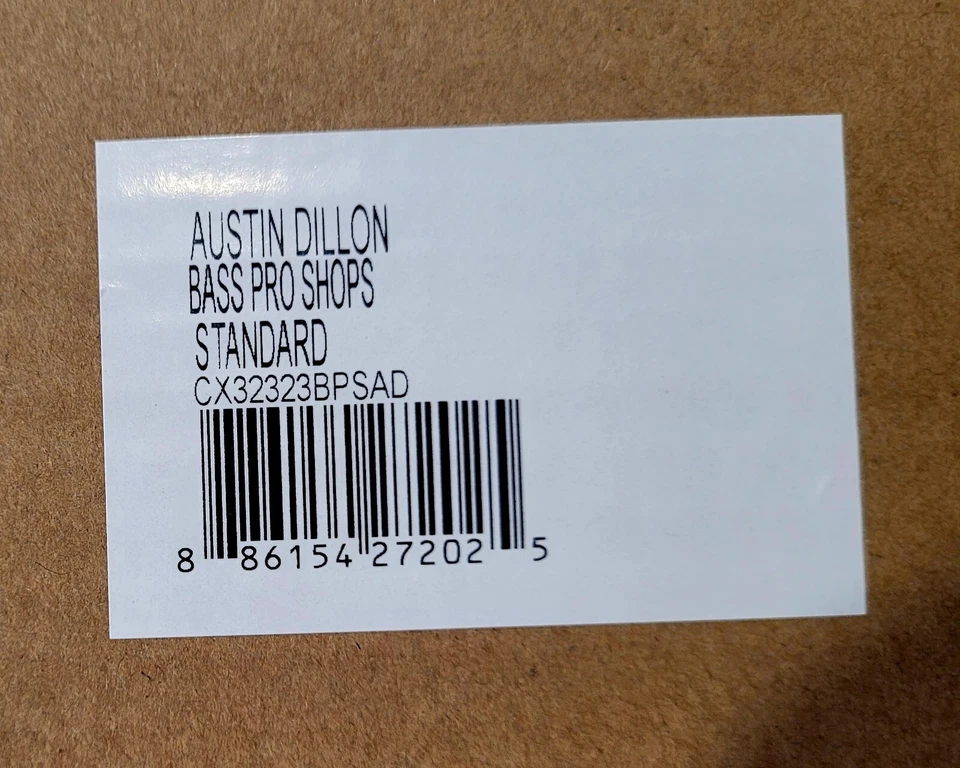 AUSTIN DILLON
BASS PRO SHOPS
STANDARD
CX32323BPSAD
8 86154 27202 5